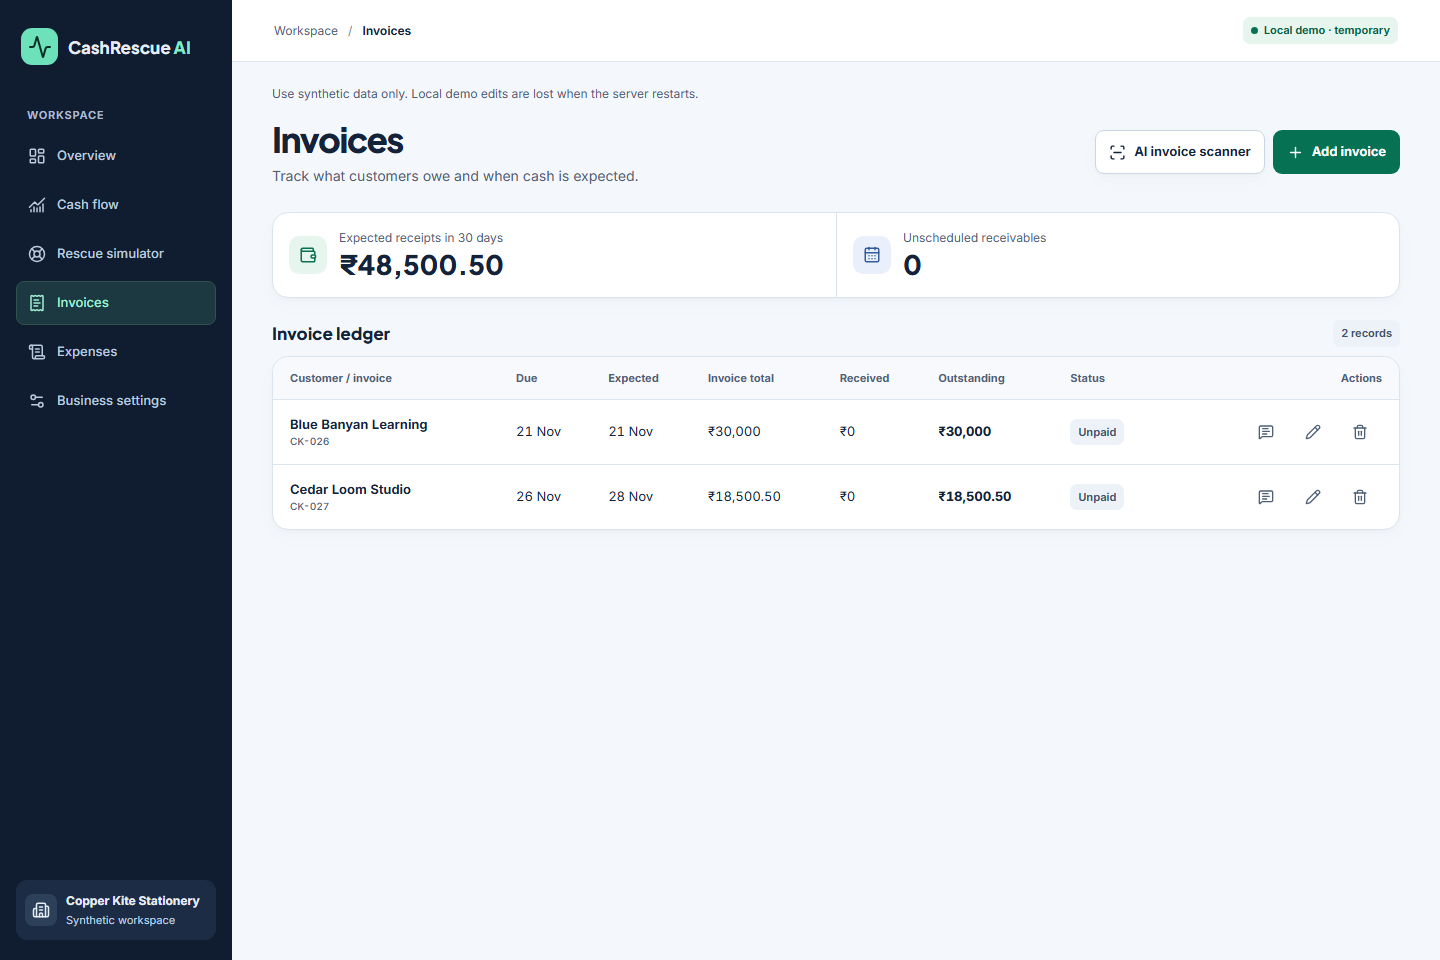 CashRescue AI
WORKSPACE
Overview
Cash flow
Rescue simulator
Invoices
Expenses
Business settings
Copper Kite Stationery
Synthetic workspace
Workspace / Invoices
Local demo · temporary
Use synthetic data only. Local demo edits are lost when the server restarts.
Invoices
Track what customers owe and when cash is expected.
AI invoice scanner
Add invoice
Expected receipts in 30 days
₹48,500.50
Unscheduled receivables
0
Invoice ledger
2 records
Customer / invoice Due Expected Invoice total Received Outstanding Status Actions
Blue Banyan Learning 21 Nov 21 Nov ₹30,000 ₹0 ₹30,000 Unpaid
CK-026
Cedar Loom Studio 26 Nov 28 Nov ₹18,500.50 ₹0 ₹18,500.50 Unpaid
CK-027